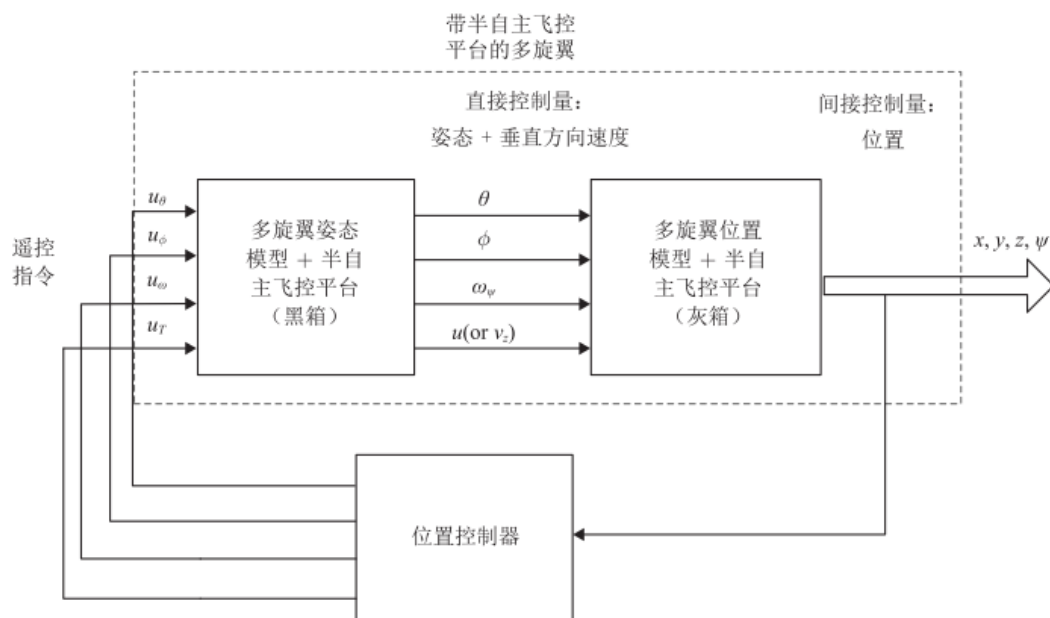 带半自主飞控
平台的多旋翼
直接控制量：
姿态 + 垂直方向速度
间接控制量：
位置
遥控
指令
uθ
uϕ
uω
uT
多旋翼姿态
模型 + 半自
主飞控平台
（黑箱）
θ
ϕ
ωψ
u(or vz)
多旋翼位置
模型 + 半自
主飞控平台
（灰箱）
x, y, z, ψ
位置控制器